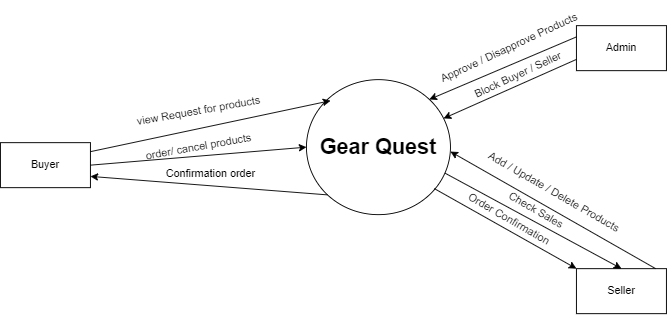 Approve / Disapprove Products
Admin
Block Buyer / Seller
view Request for products
order/ cancel products
Gear Quest
Buyer
Confirmation order
Add / Update / Delete Products
Check Sales
Order Confirmation
Seller